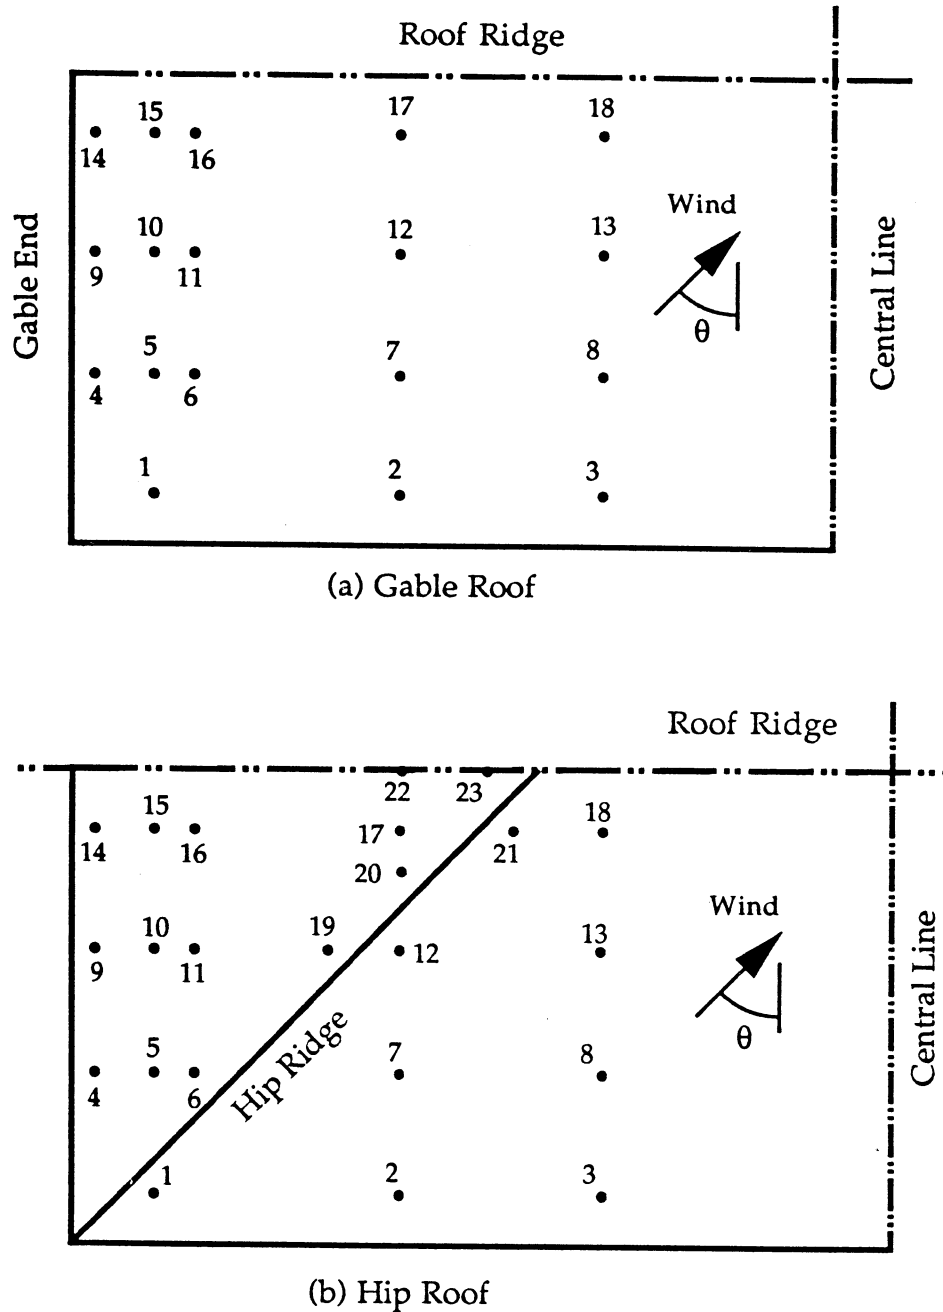 Roof Ridge
15 17 18
14 16
Wind
10 12 13
9 11
Gable End
Central Line
θ
5 7 8
4 6
1 2 3
(a) Gable Roof
Roof Ridge
22 23
15 17 18
14 16 21
20
Wind
19
10 12 13
9 11
Central Line
θ
Hip Ridge
5 7 8
4 6
1 2 3
(b) Hip Roof